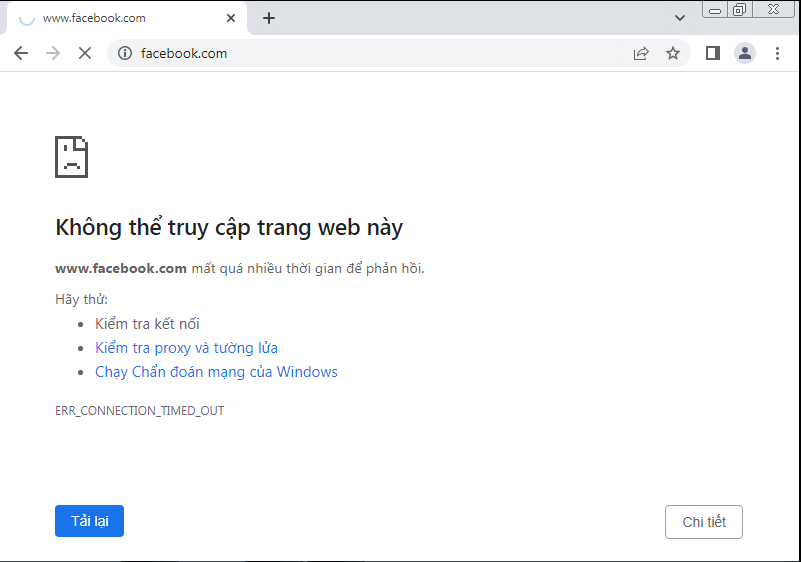 www.facebook.com
facebook.com
Không thể truy cập trang web này
www.facebook.com mất quá nhiều thời gian để phản hồi.
Hãy thử:
Kiểm tra kết nối
Kiểm tra proxy và tường lửa
Chạy Chẩn đoán mạng của Windows
ERR_CONNECTION_TIMED_OUT
Tải lại
Chi tiết